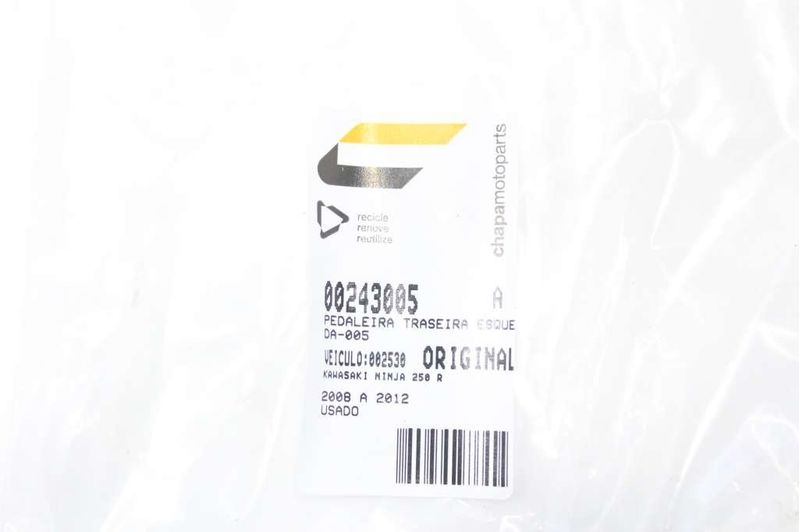 chapamotoparts
recicle
renove
reutilize
00243005 A
PEDALEIRA TRASEIRA ESQUE
DA-005
VEICULO:002530 ORIGINAL
KAWASAKI NINJA 250 R
2008 A 2012
USADO